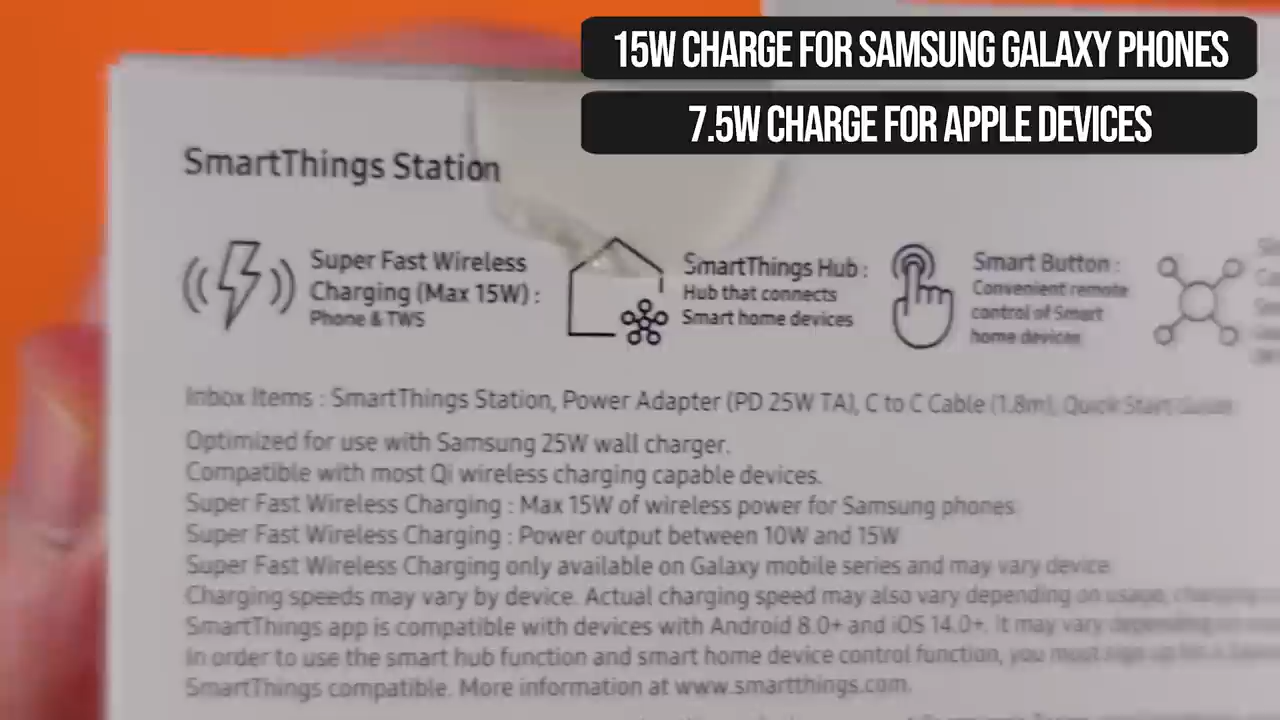 15W CHARGE FOR SAMSUNG GALAXY PHONES
7.5W CHARGE FOR APPLE DEVICES
SmartThings Station
Super Fast Wireless
Charging (Max 15W) :
Phone & TWS
SmartThings Hub :
Hub that connects
Smart home devices
Smart Button :
Convenient remote
control of Smart
home devices
Inbox Items : SmartThings Station, Power Adapter (PD 25W TA), C to C Cable (1.8m), Quick Start Guide
Optimized for use with Samsung 25W wall charger.
Compatible with most Qi wireless charging capable devices.
Super Fast Wireless Charging : Max 15W of wireless power for Samsung phones
Super Fast Wireless Charging : Power output between 10W and 15W
Super Fast Wireless Charging only available on Galaxy mobile series and may vary device
Charging speeds may vary by device. Actual charging speed may also vary depending on usage, charging
SmartThings app is compatible with devices with Android 8.0+ and iOS 14.0+. It may vary depending on
In order to use the smart hub function and smart home device control function, you must sign up for a
SmartThings compatible. More information at www.smartthings.com.